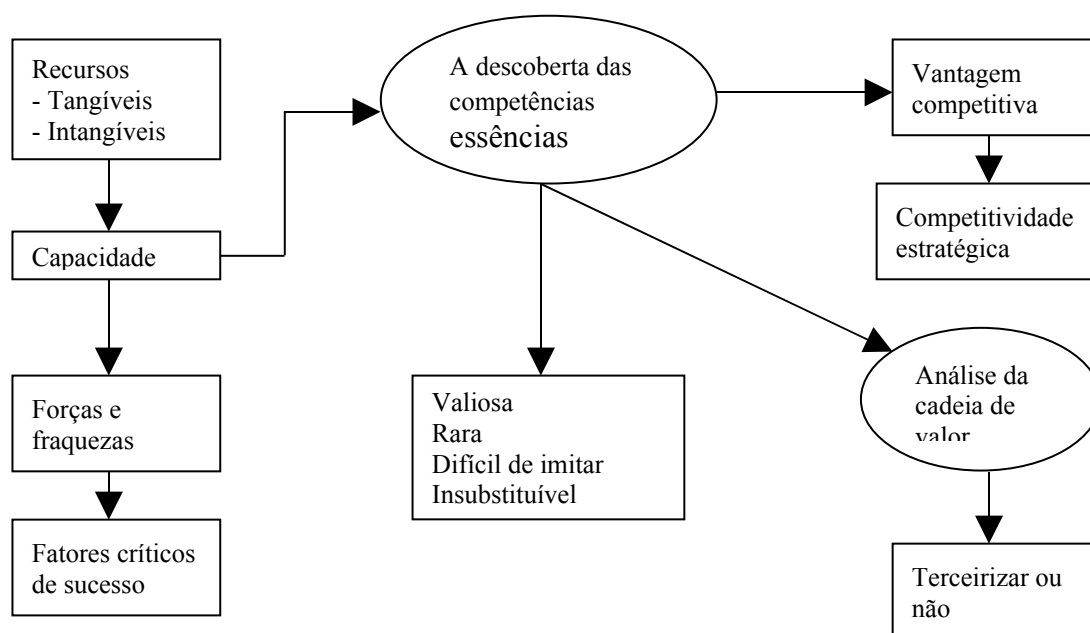 Recursos
- Tangíveis
- Intangíveis
Capacidade
Forças e
fraquezas
Fatores críticos
de sucesso
A descoberta das
competências
essências
Valiosa
Rara
Difícil de imitar
Insubstituível
Vantagem
competitiva
Competitividade
estratégica
Análise da
cadeia de
valor
Terceirizar ou
não